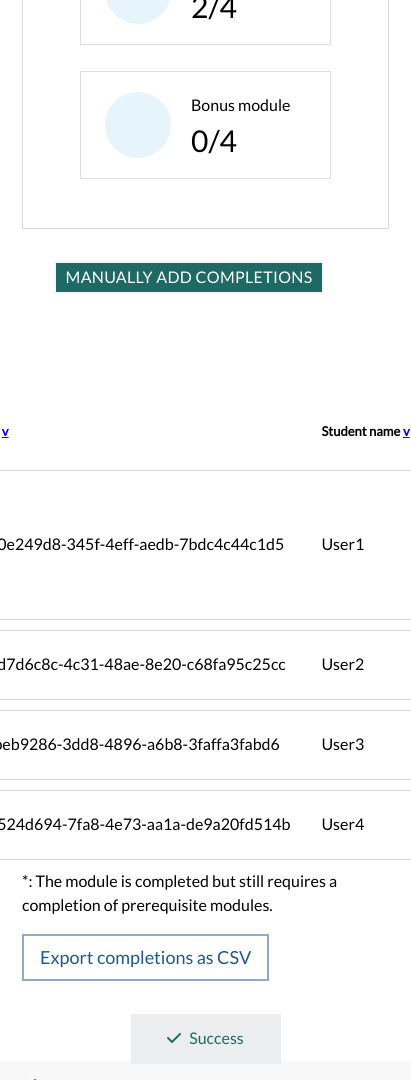 2/4
Bonus module
0/4
MANUALLY ADD COMPLETIONS
v Student name v
0e249d8-345f-4eff-aedb-7bdc4c44c1d5 User1
d7d6c8c-4c31-48ae-8e20-c68fa95c25cc User2
beb9286-3dd8-4896-a6b8-3faffa3fabd6 User3
524d694-7fa8-4e73-aa1a-de9a20fd514b User4
*: The module is completed but still requires a
completion of prerequisite modules.
Export completions as CSV
Success